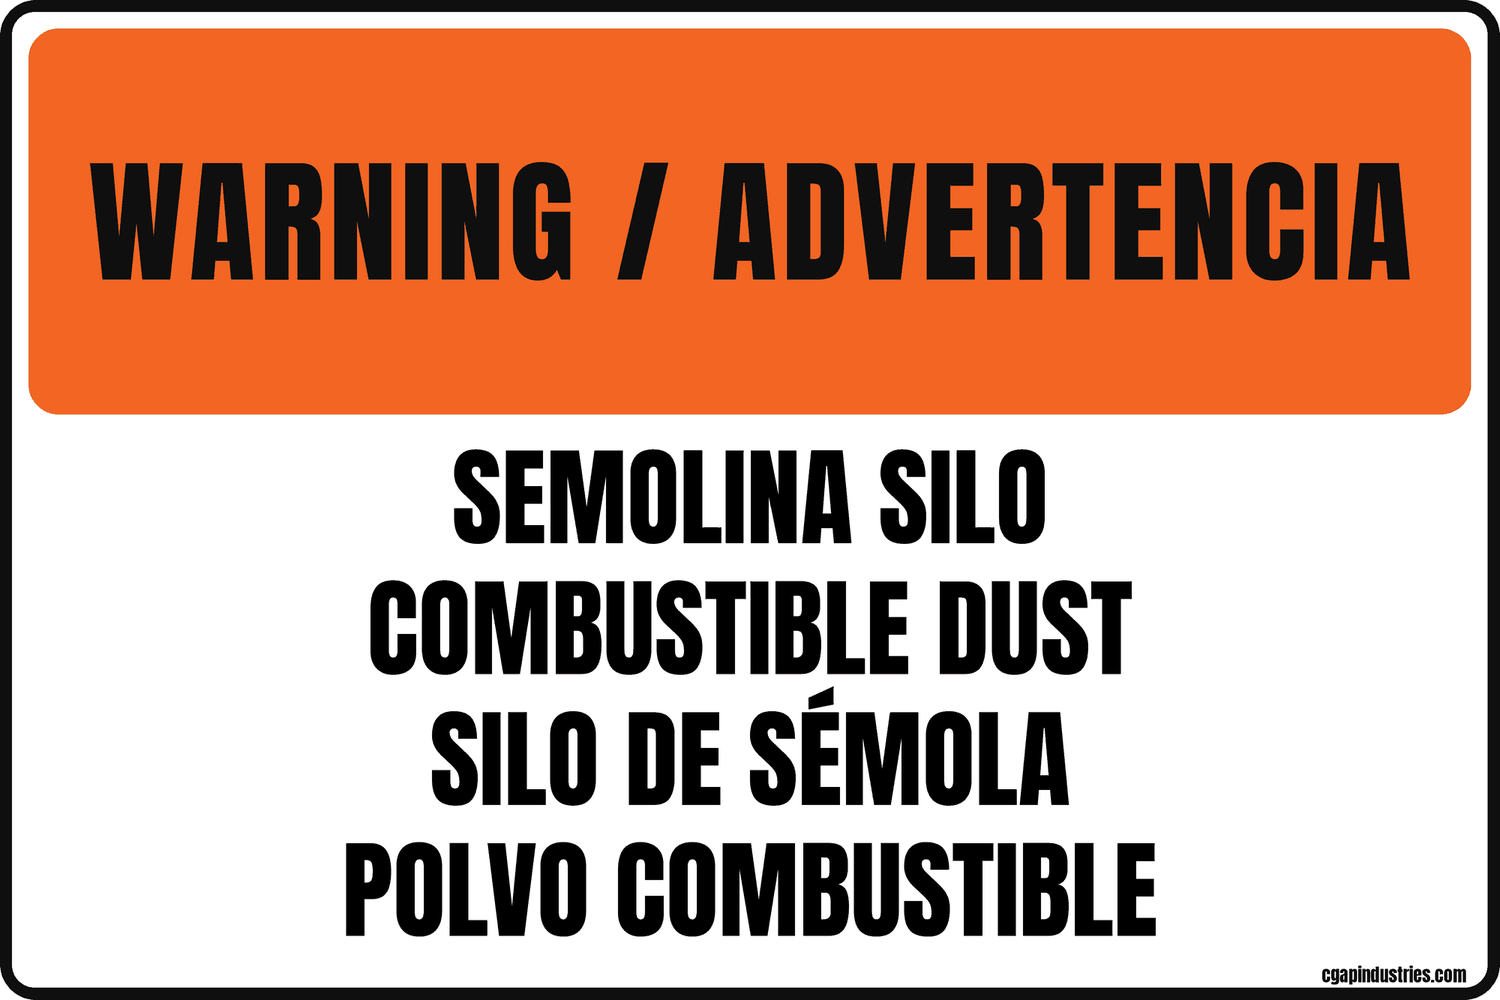 WARNING / ADVERTENCIA
SEMOLINA SILO
COMBUSTIBLE DUST
SILO DE SÉMOLA
POLVO COMBUSTIBLE
cgapindustries.com